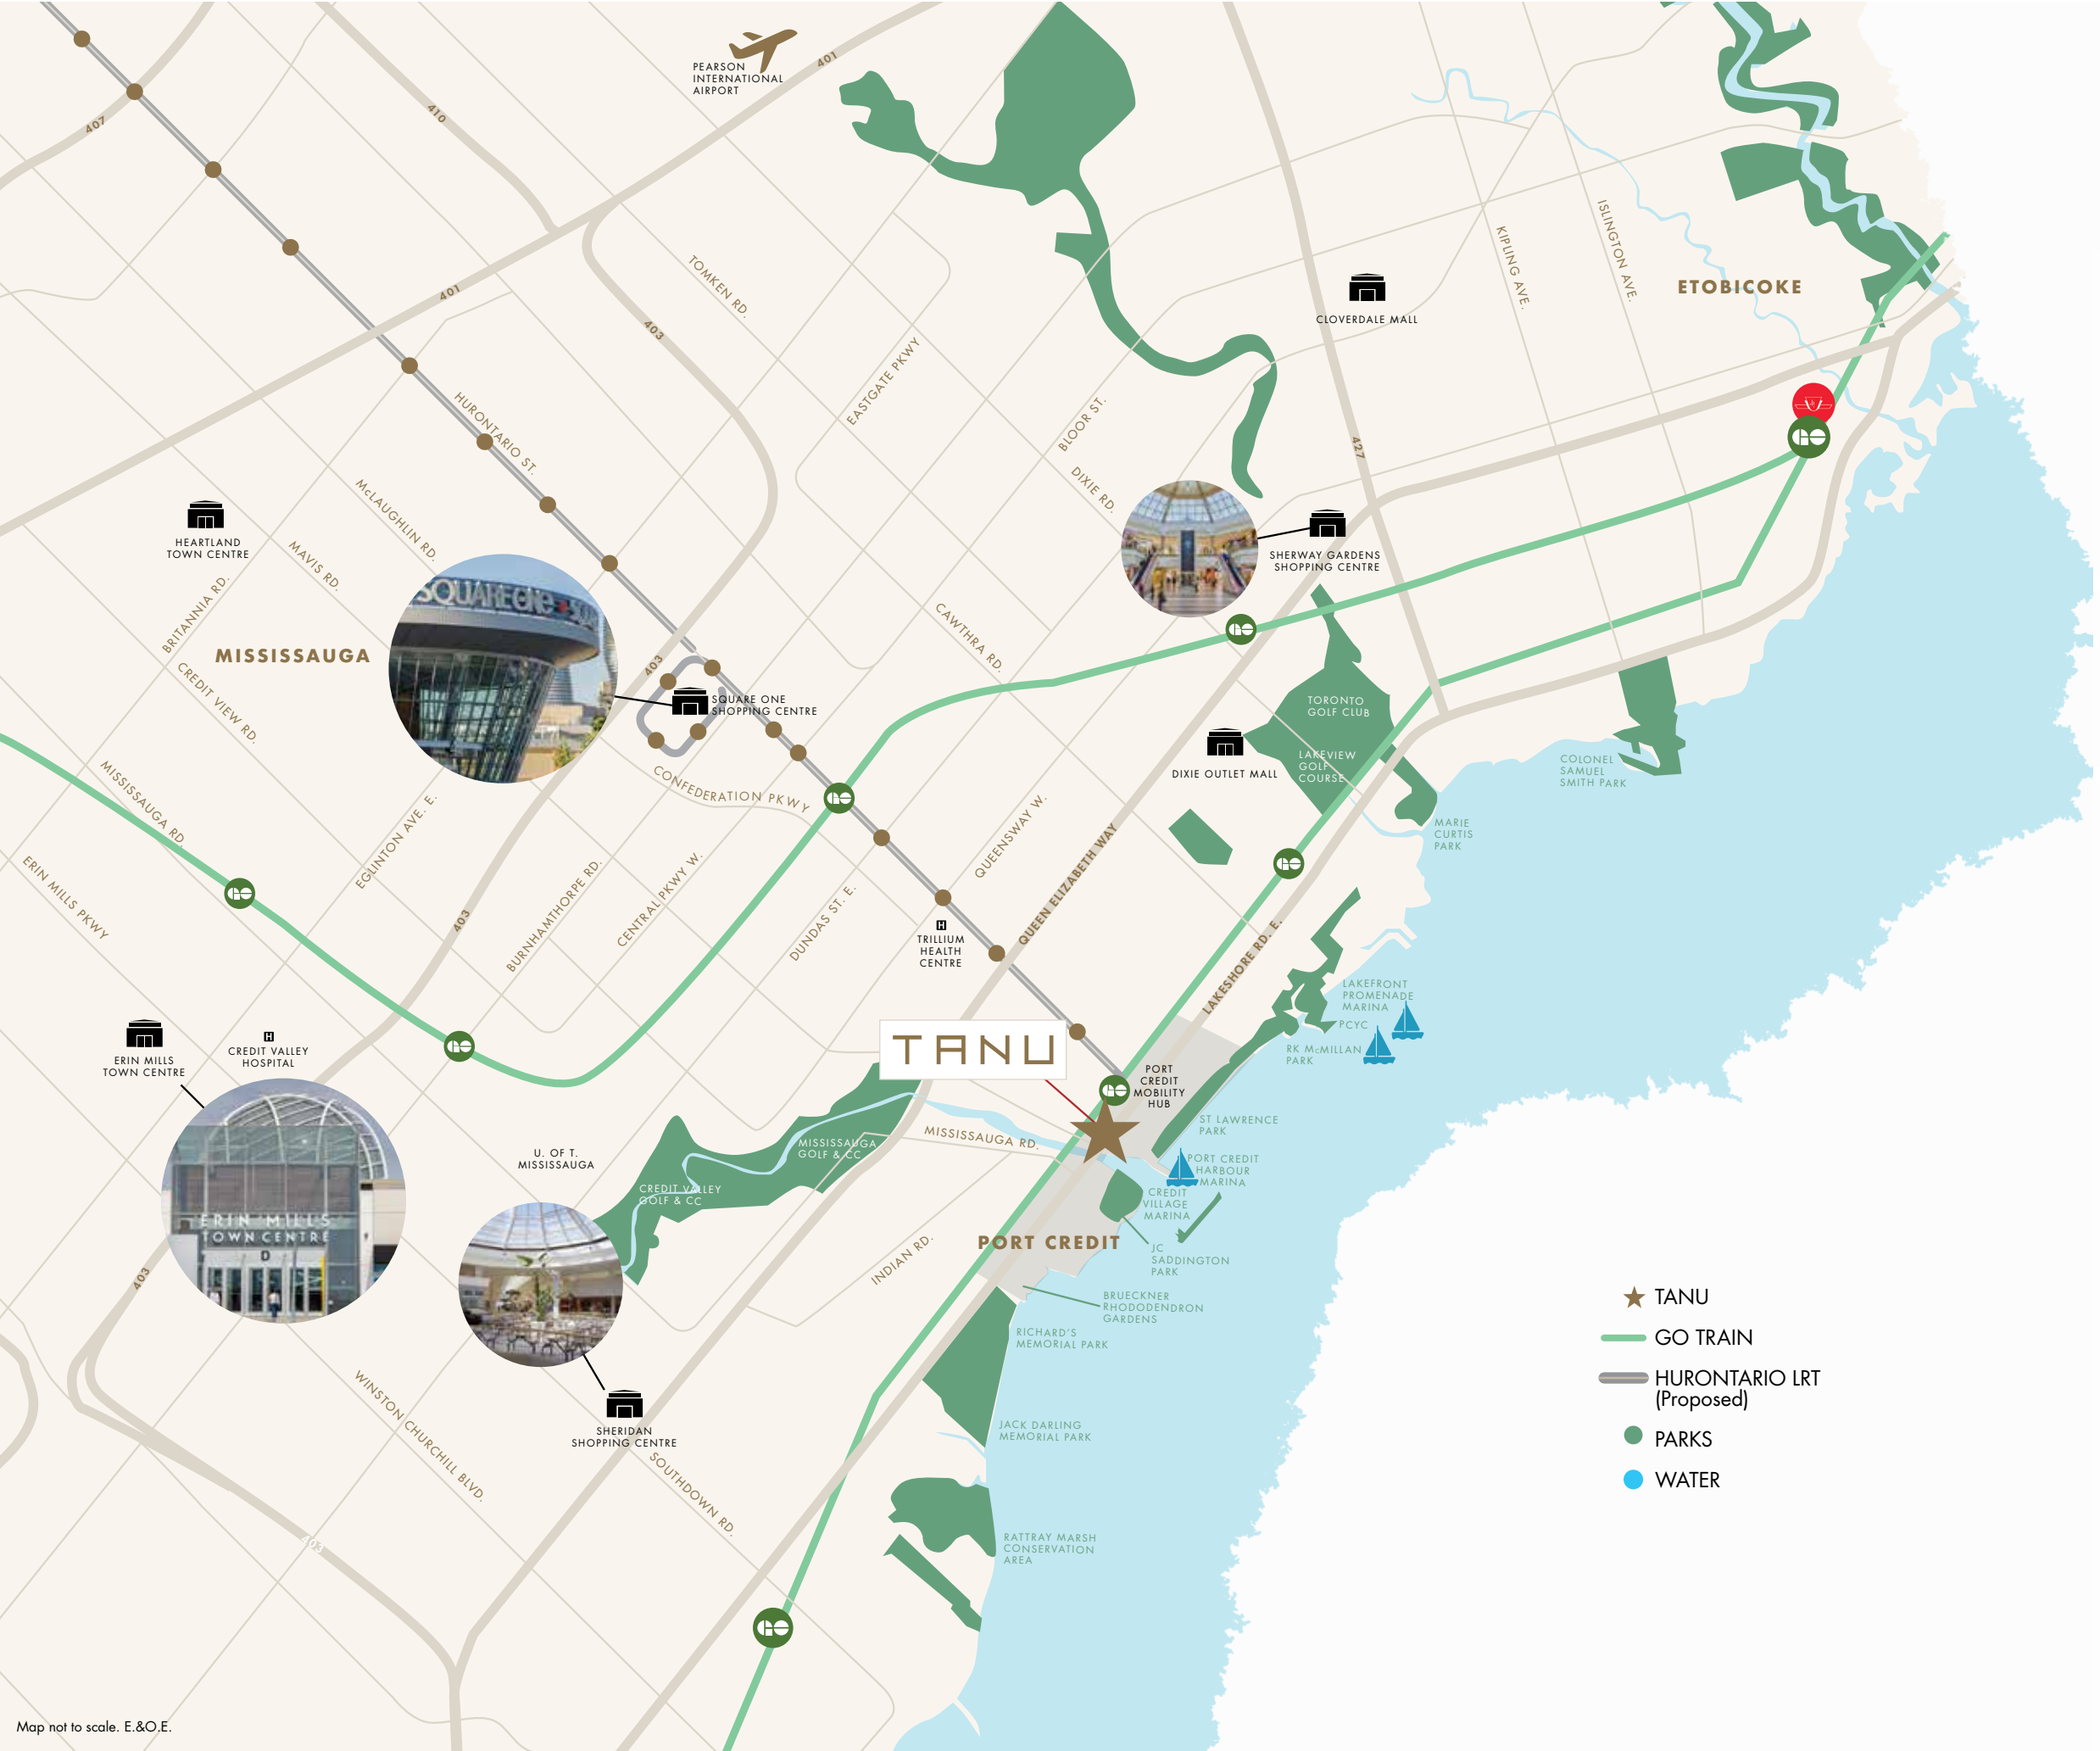 PEARSON
INTERNATIONAL
AIRPORT
401
407
410
401
403
TOMKEN RD.
EASTGATE PKWY
BLOOR ST.
DIXIE RD.
427
KIPLING AVE.
ISLINGTON AVE.
ETOBICOKE
CLOVERDALE MALL
HURONTARIO ST.
McLAUGHLIN RD.
MAVIS RD.
HEARTLAND
TOWN CENTRE
BRITANNIA RD.
MISSISSAUGA
CREDIT VIEW RD.
SQUARE ONE
403
SQUARE ONE
SHOPPING CENTRE
CAWTHRA RD.
SHERWAY GARDENS
SHOPPING CENTRE
TORONTO
GOLF CLUB
LAKEVIEW
GOLF
COURSE
DIXIE OUTLET MALL
COLONEL
SAMUEL
SMITH PARK
MARIE
CURTIS
PARK
MISSISSAUGA RD
ERIN MILLS PKWY
EGLINTON AVE. E.
CONFEDERATION PKWY
403
BURNHAMTHORPE RD.
CENTRAL PKWY W.
DUNDAS ST. E.
QUEENSWAY W.
QUEEN ELIZABETH WAY
LAKESHORE RD. E.
H
TRILLIUM
HEALTH
CENTRE
LAKEFRONT
PROMENADE
MARINA
PCYC
RK McMILLAN
PARK
ERIN MILLS
TOWN CENTRE
H
CREDIT VALLEY
HOSPITAL
TANU
PORT
CREDIT
MOBILITY
HUB
ST LAWRENCE
PARK
MISSISSAUGA RD.
MISSISSAUGA
GOLF & CC
U. OF T.
MISSISSAUGA
CREDIT VALLEY
GOLF & CC
PORT CREDIT
HARBOUR
MARINA
CREDIT
VILLAGE
MARINA
ERIN MILLS
TOWN CENTRE
D
403
PORT CREDIT
INDIAN RD.
JC
SADDINGTON
PARK
BRUECKNER
RHODODENDRON
GARDENS
RICHARD'S
MEMORIAL PARK
WINSTON CHURCHILL BLVD.
SHERIDAN
SHOPPING CENTRE
SOUTHDOWN RD.
JACK DARLING
MEMORIAL PARK
403
RATTRAY MARSH
CONSERVATION
AREA
TANU
GO TRAIN
HURONTARIO LRT
(Proposed)
PARKS
WATER
Map not to scale. E.&O.E.